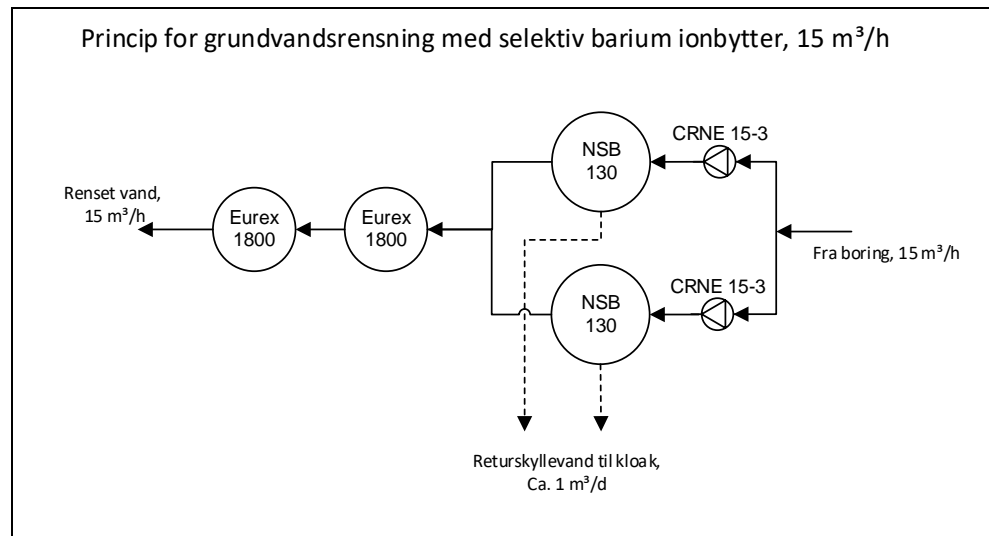 Princip for grundvandsrensning med selektiv barium ionbytter, 15 m³/h
CRNE 15-3
NSB
130
Renset vand,
15 m³/h
Eurex
1800
Eurex
1800
Fra boring, 15 m³/h
CRNE 15-3
NSB
130
Returskyllevand til kloak,
Ca. 1 m³/d